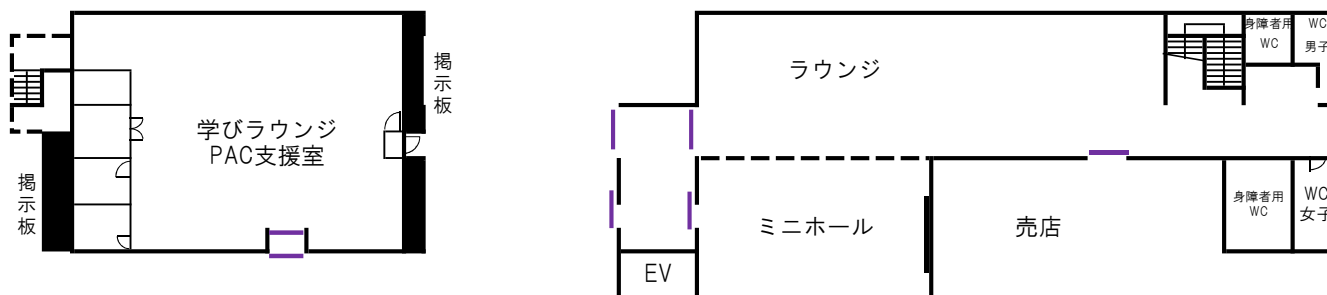 掲示板
学びラウンジ
PAC支援室
掲示板
ラウンジ
身障者用
WC
WC
男子
ミニホール
売店
身障者用
WC
WC
女子
EV